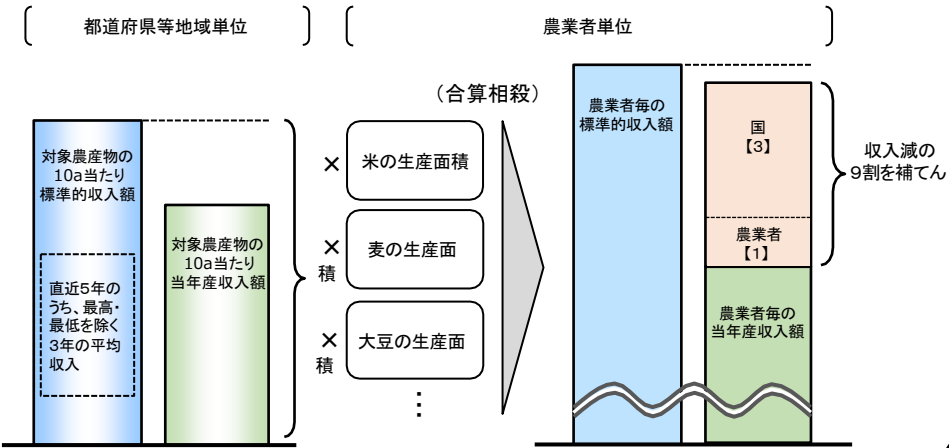 都道府県等地域単位
農業者単位
対象農産物の
10a当たり
標準的収入額
直近5年の
うち、最高・
最低を除く
3年の平均
収入
対象農産物の
10a当たり
当年産収入額
(合算相殺)
× 米の生産面積
× 麦の生産面
積
× 大豆の生産面
積
⋮
農業者毎の
標準的収入額
国
【3】
農業者
【1】
農業者毎の
当年産収入額
収入減の
9割を補てん